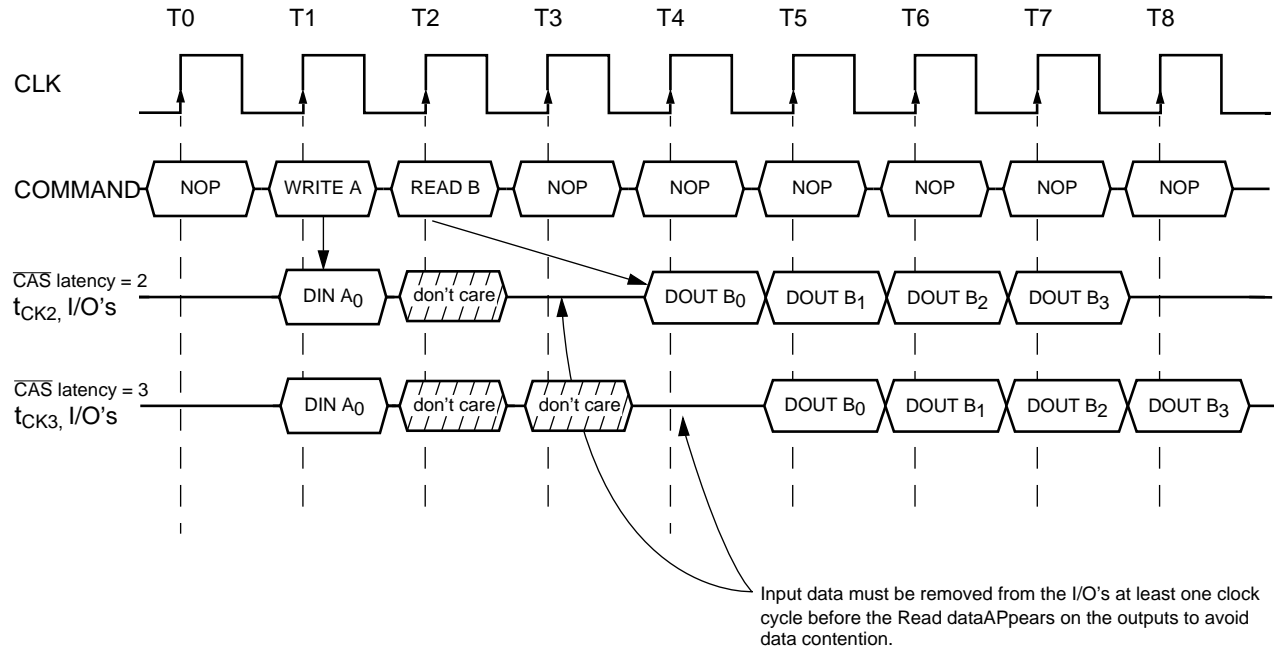 T0 T1 T2 T3 T4 T5 T6 T7 T8
CLK
COMMAND NOP WRITE A READ B NOP NOP NOP NOP NOP NOP
CAS latency = 2
tCK2, I/O's DIN A0 don't care DOUT B0 DOUT B1 DOUT B2 DOUT B3
CAS latency = 3
tCK3, I/O's DIN A0 don't care don't care DOUT B0 DOUT B1 DOUT B2 DOUT B3
Input data must be removed from the I/O's at least one clock
cycle before the Read dataAPpears on the outputs to avoid
data contention.